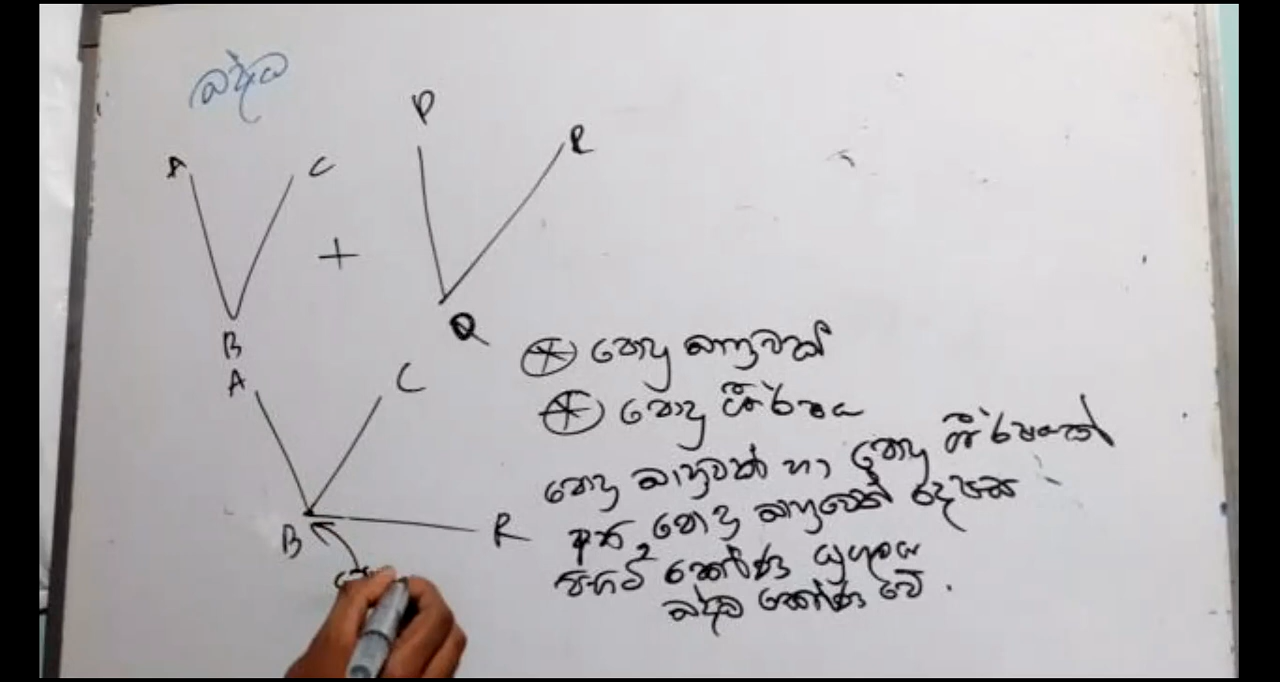 බද්ධ
P
R
A C
+
Q
B
A C
B R
පොදු බාහුවක්
පොදු ශීර්ෂය
පොදු බාහුවක් හා පොදු ශීර්ෂයක්
ඇති, පොදු බාහුවෙන් දෙපස
පිහිටි කෝණ යුගලය
බද්ධ කෝණ වේ.